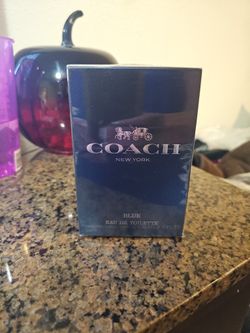 COACH
NEW YORK
BLUE
EAU DE TOILETTE